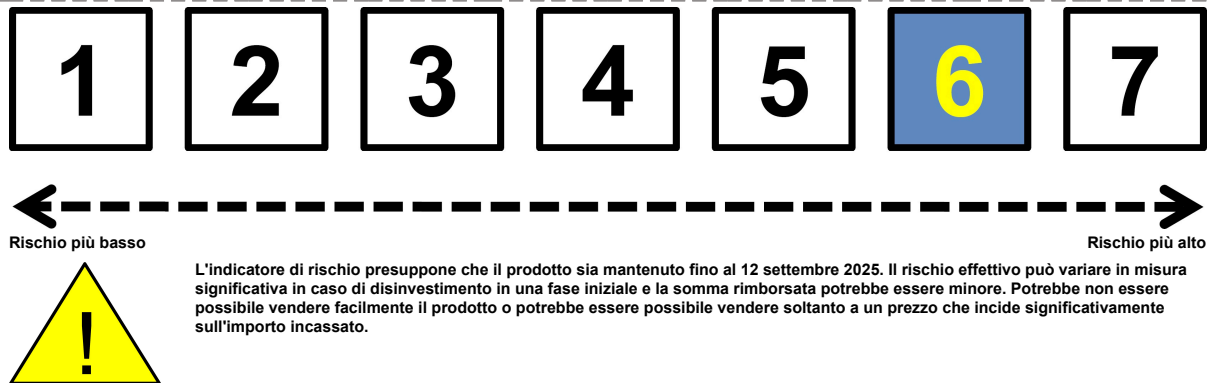 1 2 3 4 5 6 7
Rischio più basso Rischio più alto
L'indicatore di rischio presuppone che il prodotto sia mantenuto fino al 12 settembre 2025. Il rischio effettivo può variare in misura
significativa in caso di disinvestimento in una fase iniziale e la somma rimborsata potrebbe essere minore. Potrebbe non essere
possibile vendere facilmente il prodotto o potrebbe essere possibile vendere soltanto a un prezzo che incide significativamente
sull'importo incassato.
!